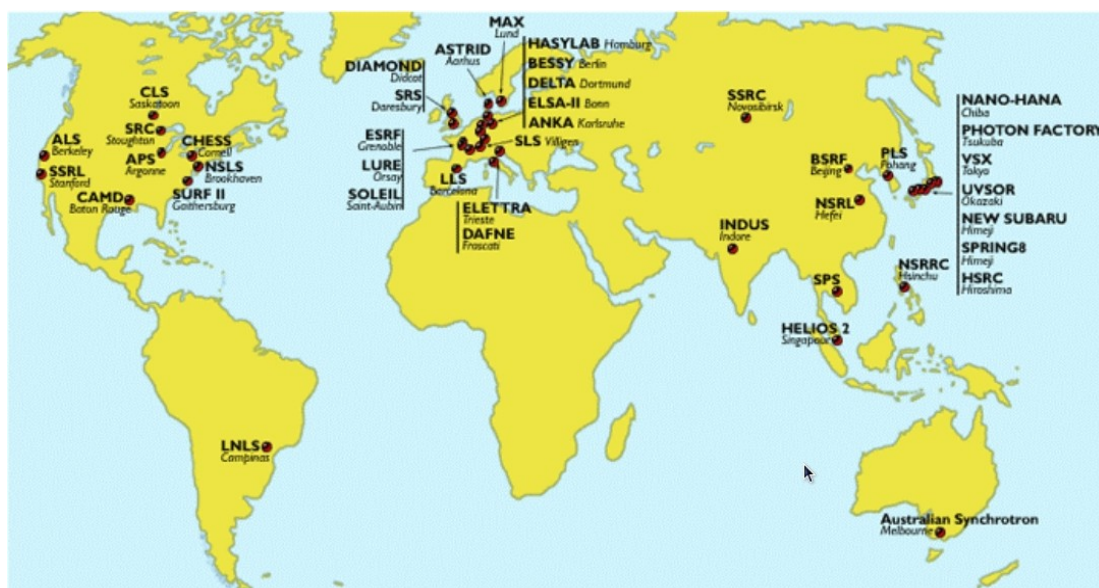 MAX
Lund
ASTRID
Aarhus
HASYLAB Homburg
BESSY Berlin
DELTA Dortmund
ELSA-II Bonn
ANKA Karlsruhe
DIAMOND
Didcot
SRS
Daresbury
ESRF
Grenoble
LURE
Orsay
SOLEIL
Saint-Aubin
SLS Villigen
LLS
Barcelona
ELETTRA
Trieste
DAFNE
Frascati
CLS
Saskatoon
SRC
Stoughton
ALS
Berkeley
SSRL
Stanford
APS
Argonne
CHESS
Cornell
NSLS
Brookhaven
SURF II
Gaithersburg
CAMD
Baton Rouge
LNLS
Campinas
SSRC
Novosibirsk
BSRF
Beijing
PLS
Pohang
NSRL
Hefei
INDUS
Indore
SPS
NSRRC
Hsinchu
HELIOS 2
Singapour
NANO-HANA
Chiba
PHOTON FACTORY
Tsukuba
VSX
Tokyo
UVSOR
Okazaki
NEW SUBARU
Himeji
SPRING8
Himeji
HSRC
Hiroshima
Australian Synchrotron
Melbourne